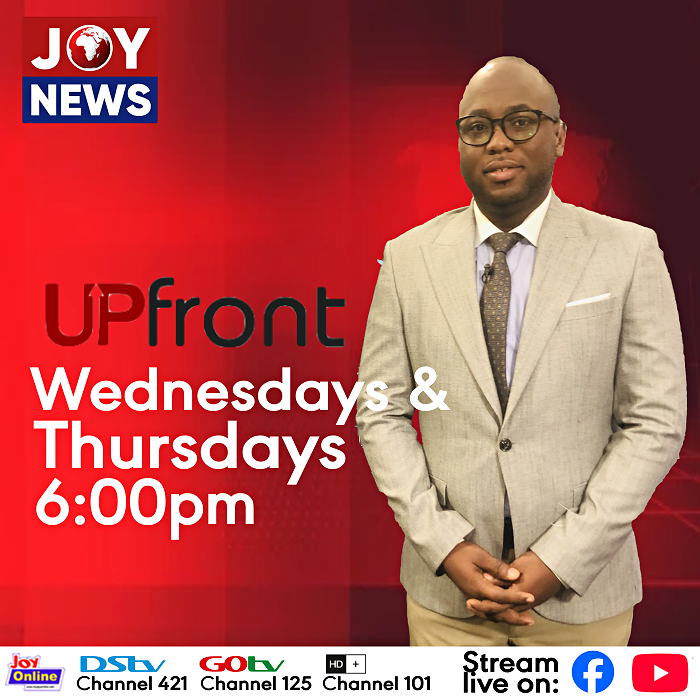 JOY
NEWS
UPfront
Wednesdays &
Thursdays
6:00pm
JOY
Online
DStv
Channel 421
GOtv
Channel 125
HD +
Channel 101
Stream
live on: